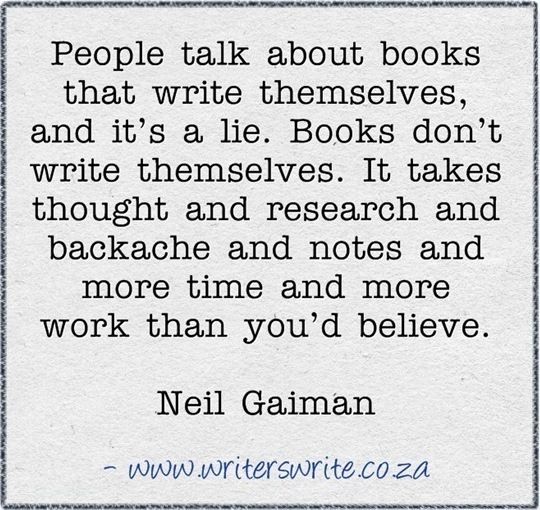 People talk about books
that write themselves,
and it's a lie. Books don't
write themselves. It takes
thought and research and
backache and notes and
more time and more
work than you'd believe.
Neil Gaiman
- www.writerswrite.co.za